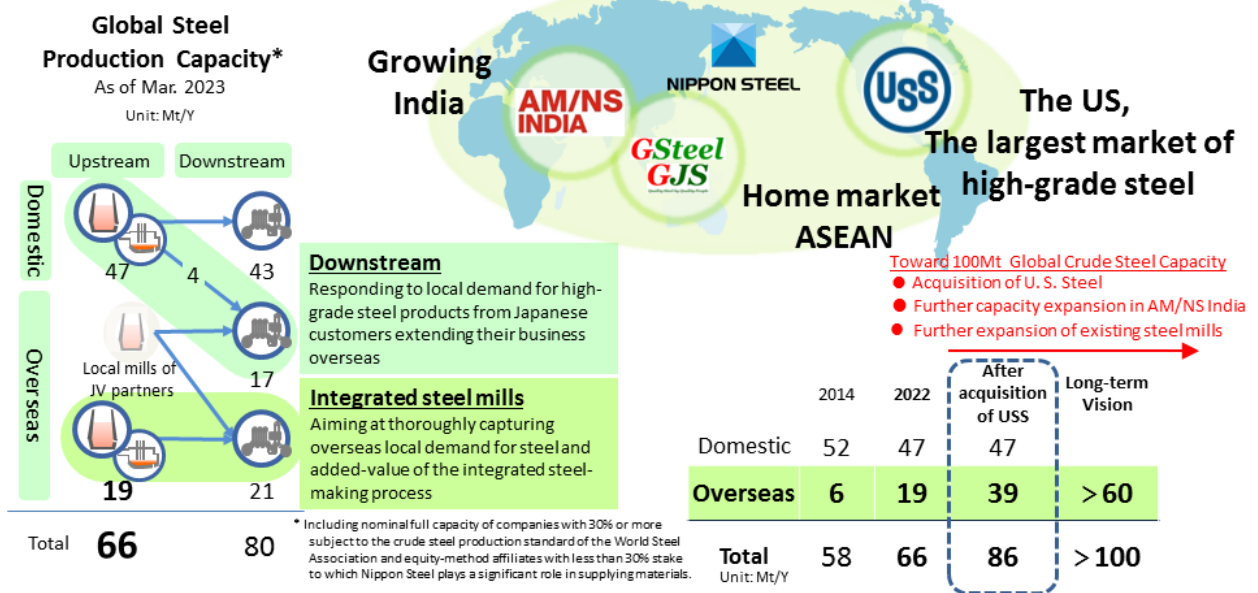 Global Steel
Production Capacity*
As of Mar. 2023
Unit: Mt/Y
Upstream
Downstream
Domestic
47
4
43
Overseas
Local mills of
JV partners
17
19
21
Total
66
80
Growing
India
AM/NS
INDIA
NIPPON STEEL
GSteel
GJS
USS
The US,
The largest market of
high-grade steel
Home market
ASEAN
Downstream
Responding to local demand for high-
grade steel products from Japanese
customers extending their business
overseas
Integrated steel mills
Aiming at thoroughly capturing
overseas local demand for steel and
added-value of the integrated steel-
making process
* Including nominal full capacity of companies with 30% or more
subject to the crude steel production standard of the World Steel
Association and equity-method affiliates with less than 30% stake
to which Nippon Steel plays a significant role in supplying materials.
Toward 100Mt Global Crude Steel Capacity
● Acquisition of U. S. Steel
● Further capacity expansion in AM/NS India
● Further expansion of existing steel mills
2014
2022
After
acquisition
of USS
Long-term
Vision
Domestic 52 47 47
Overseas 6 19 39 >60
Total 58 66 86 >100
Unit: Mt/Y